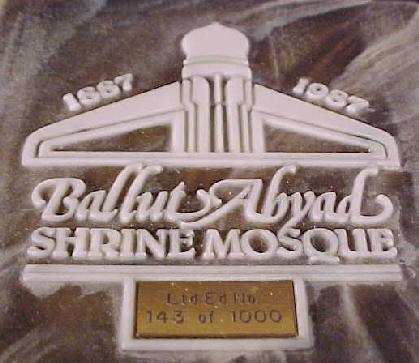 1887 1987
Ballut Abyad
SHRINE MOSQUE
Ltd.Ed.No.
143 of 1000